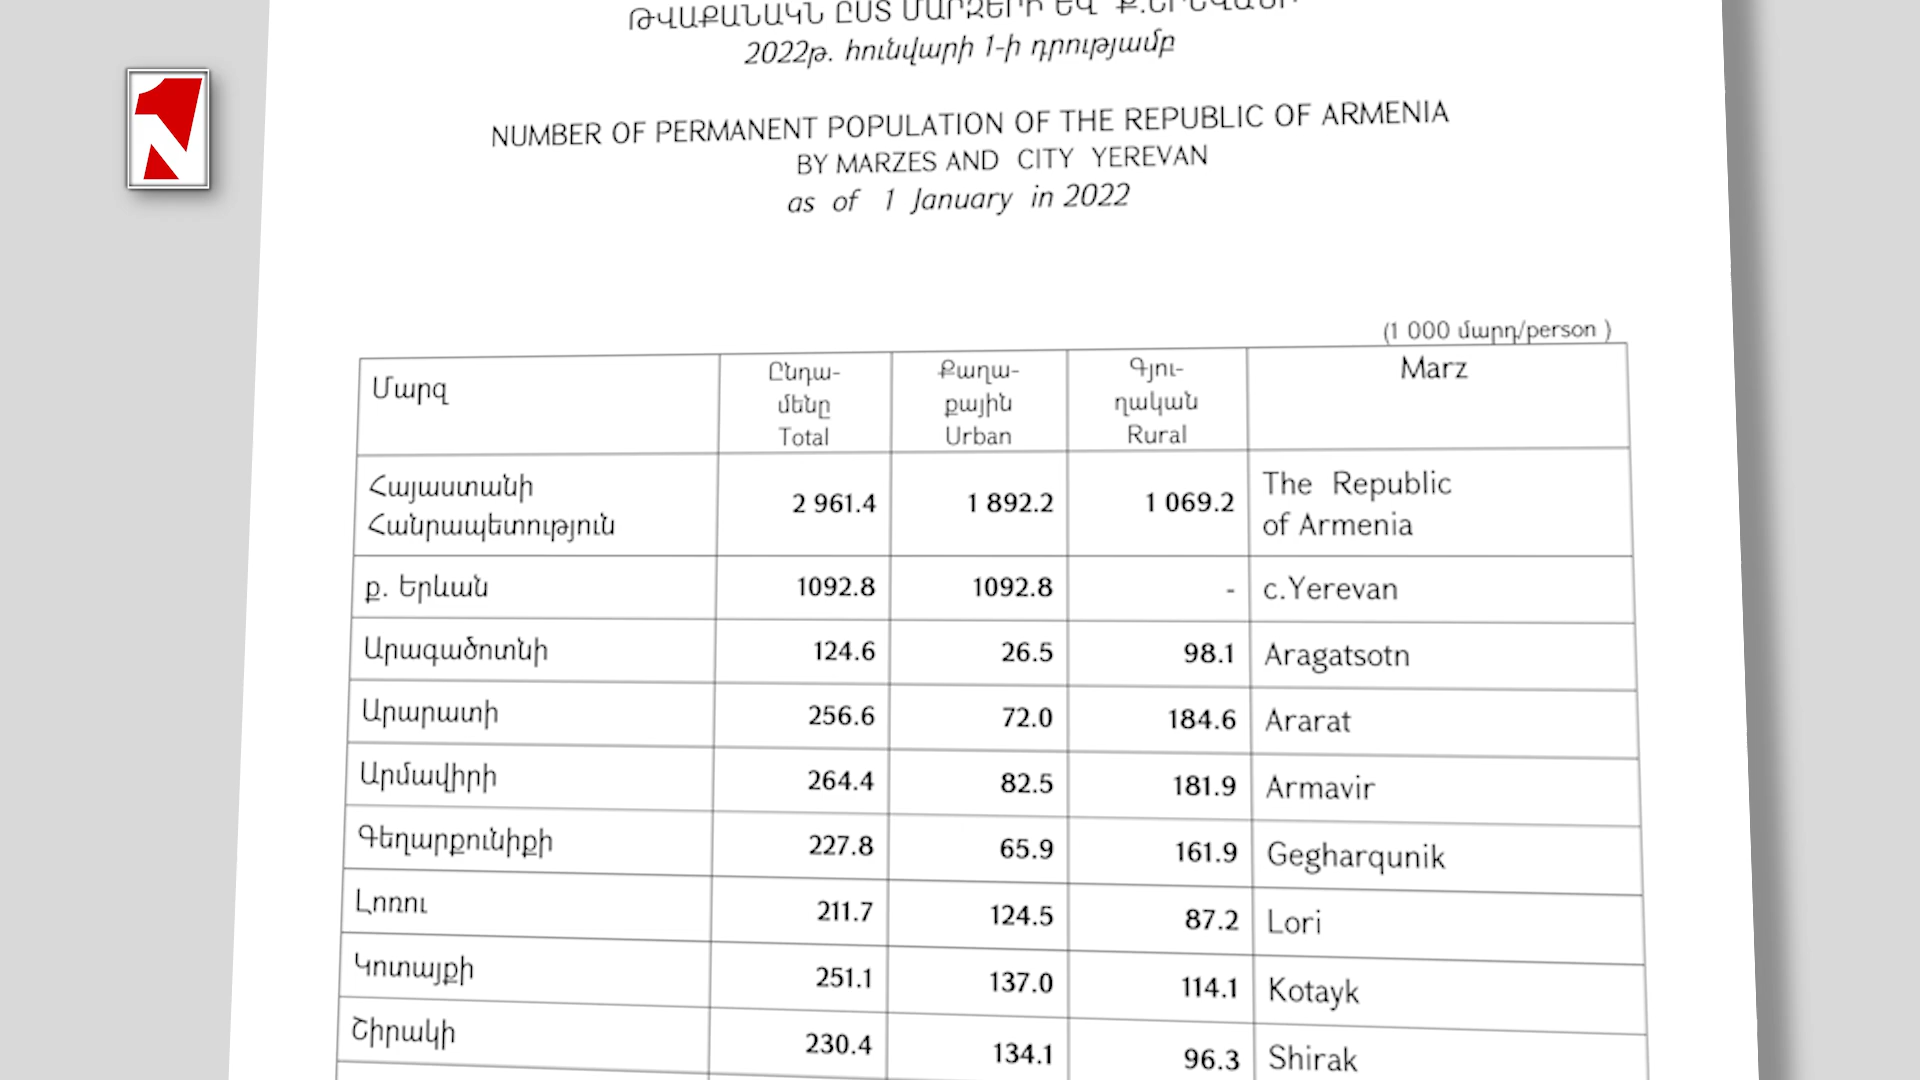 ԹՎԱՔԱՆԱԿՆ ԸՍՏ ՄԱՐԶԵՐԻ ԵՎ Ք.ԵՐԵՎԱՆԻ
2022թ. հունվարի 1-ի դրությամբ
NUMBER OF PERMANENT POPULATION OF THE REPUBLIC OF ARMENIA
BY MARZES AND CITY YEREVAN
as of 1 January in 2022
(1 000 մարդ/person )
Մարզ Ընդա- Քաղա- Գյու- Marz
մենը քային ղական
Total Urban Rural
Հայաստանի The Republic
Հանրապետություն 2 961.4 1 892.2 1 069.2 of Armenia
ք. Երևան 1092.8 1092.8 - c.Yerevan
Արագածոտնի 124.6 26.5 98.1 Aragatsotn
Արարատի 256.6 72.0 184.6 Ararat
Արմավիրի 264.4 82.5 181.9 Armavir
Գեղարքունիքի 227.8 65.9 161.9 Gegharqunik
Լոռու 211.7 124.5 87.2 Lori
Կոտայքի 251.1 137.0 114.1 Kotayk
Շիրակի 230.4 134.1 96.3 Shirak